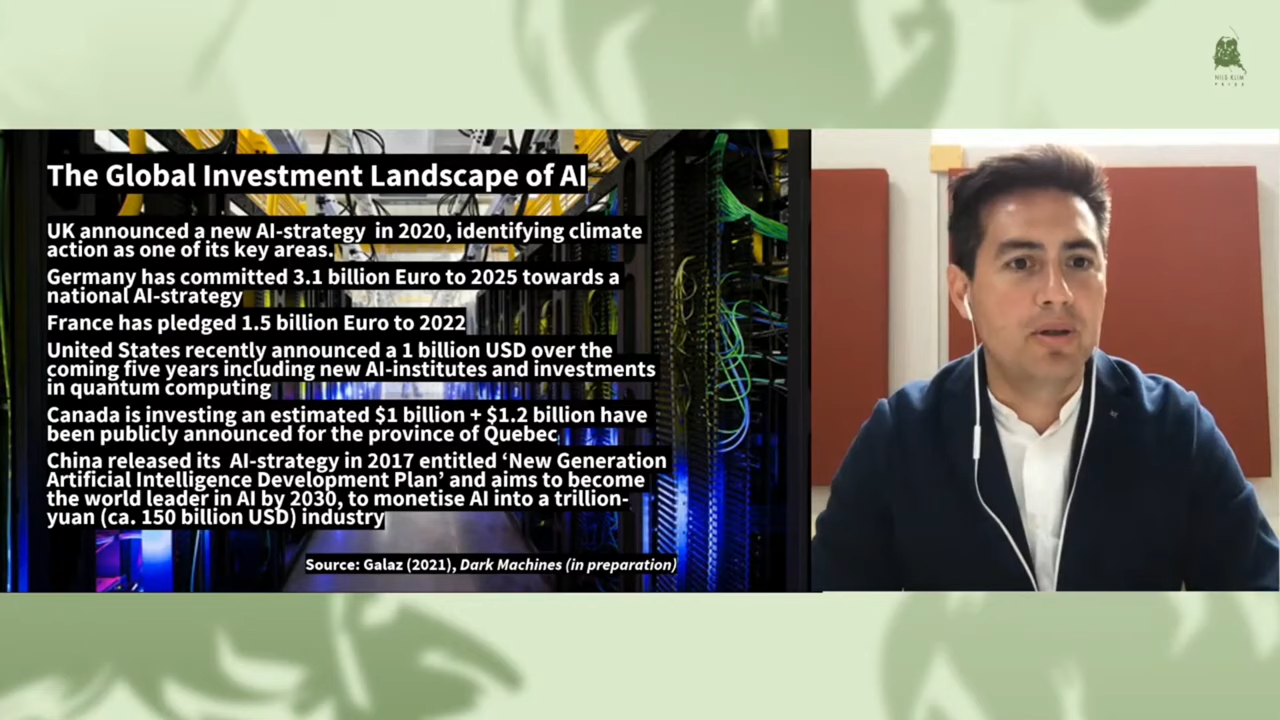 The Global Investment Landscape of AI
UK announced a new AI-strategy in 2020, identifying climate
action as one of its key areas.
Germany has committed 3.1 billion Euro to 2025 towards a
national AI-strategy
France has pledged 1.5 billion Euro to 2022
United States recently announced a 1 billion USD over the
coming five years including new AI-institutes and investments
in quantum computing
Canada is investing an estimated $1 billion + $1.2 billion have
been publicly announced for the province of Quebec
China released its AI-strategy in 2017 entitled ‘New Generation
Artificial Intelligence Development Plan’ and aims to become
the world leader in AI by 2030, to monetise AI into a trillion-
yuan (ca. 150 billion USD) industry
Source: Galaz (2021), Dark Machines (in preparation)
NILS KLIM
PRIZE